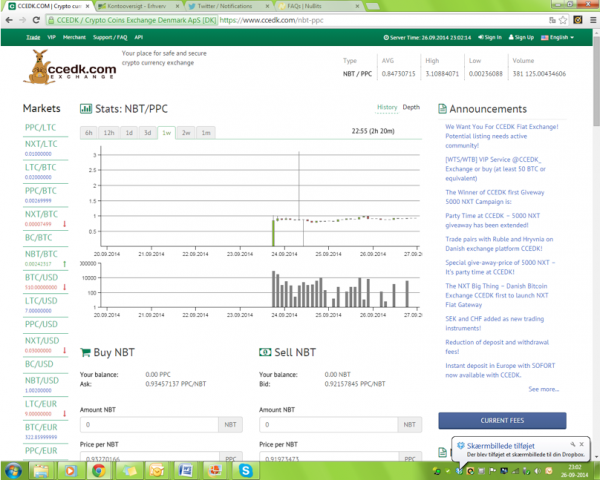 CCEDK.COM | Crypto curr
Kontooversigt - Erhverv
Twitter / Notifications
FAQs | NuBits
CCEDK / Crypto Coins Exchange Denmark ApS [DK] https://www.ccedk.com/nbt-ppc
Trade VIP Merchant Support / FAQ API
Server Time: 26.09.2014 23:02:14 Sign In Sign Up English
ccedk.com
EXCHANGE
Your place for safe and secure
crypto currency exchange
Type AVG High Low Volume
NBT / PPC 0.84730715 3.10884071 0.00236088 381 125.00434606
Markets
PPC/LTC
NXT/LTC
0.01000000
LTC/BTC
0.02000000
PPC/BTC
0.00269999
NXT/BTC
0.00007499
BC/BTC
NBT/BTC
0.00242317
BTC/USD
510.00000000
LTC/USD
7.00000000
PPC/USD
NXT/USD
0.03000000
BC/USD
NBT/USD
1.00100000
LTC/EUR
9.00000000
BTC/EUR
PPC/EUR
Stats: NBT/PPC
History Depth
6h 12h 1d 3d 1w 2w 1m
22:55 (2h 20m)
3
2.5
2
1.5
1
0.5
20.09.2014 21.09.2014 22.09.2014 23.09.2014 24.09.2014 25.09.2014 26.09.2014 27.09.2
10000
100
1
20.09.2014 21.09.2014 22.09.2014 23.09.2014 24.09.2014 25.09.2014 26.09.2014 27.09.2
Buy NBT
Your balance: 0.00 PPC
Ask: 0.93457137 PPC/NBT
Amount NBT
0 NBT
Price per NBT
0.93270166 PPC
Sell NBT
Your balance: 0.00 NBT
Bid: 0.92157845 PPC/NBT
Amount NBT
0 NBT
Price per NBT
0.91973473 PPC
Announcements
We Want You For CCEDK Fiat Exchange!
Potential listing needs active
community!
[WTS/WTB] VIP Service @CCEDK_
Exchange or buy (at least 50 BTC or
equivalent)
The Winner of CCEDK first Giveway
5000 NXT Campaign is:
Party Time at CCEDK – 5000 NXT
giveaway has been extended!
Trade pairs with Ruble and Hryvnia on
Danish exchange platform CCEDK!
Special give-away-price of 5000 NXT –
It's party time at CCEDK!
The NXT Big Thing – Danish Bitcoin
Exchange CCEDK first to launch NXT
Fiat Gateway
SEK and CHF added as new trading
instruments!
Reduction of deposit and withdrawal
fees!
Instant deposit in Europe with SOFORT
now available with CCEDK.
See more...
CURRENT FEES
Skærmbillede tilføjet
Der blev tilføjet et skærmbillede til din Dropbox.
23:02
26-09-2014